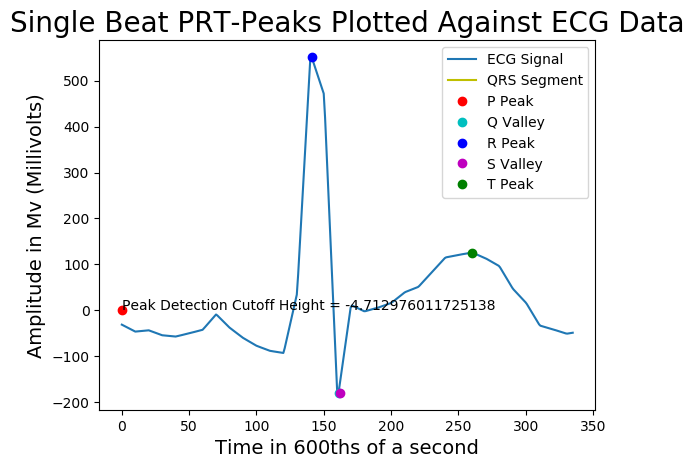 Single Beat PRT-Peaks Plotted Against ECG Data
ECG Signal
QRS Segment
P Peak
Q Valley
R Peak
S Valley
T Peak
Amplitude in Mv (Millivolts)
500
400
300
200
100
0
−100
−200
Peak Detection Cutoff Height = -4.712976011725138
0
50
100
150
200
250
300
350
Time in 600ths of a second